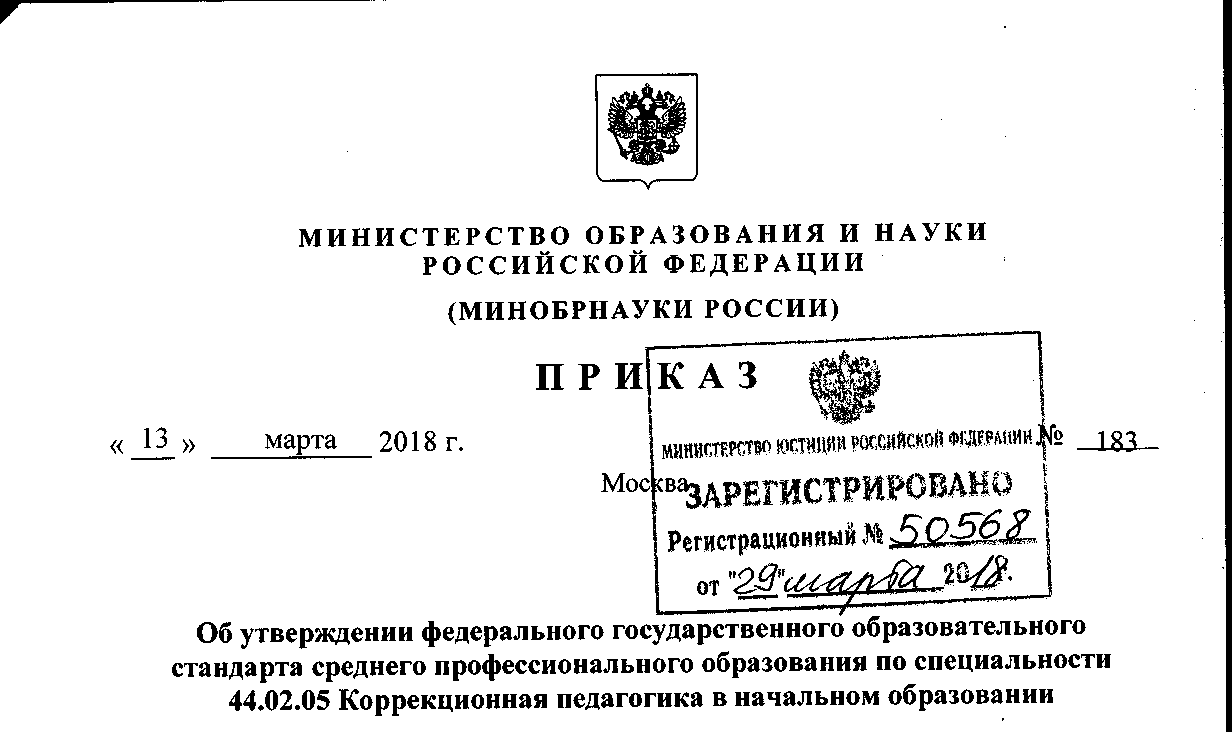 МИНИСТЕРСТВО ОБРАЗОВАНИЯ И НАУКИ
РОССИЙСКОЙ ФЕДЕРАЦИИ
(МИНОБРНАУКИ РОССИИ)
ПРИКАЗ
« 13 » марта 2018 г.
№ 183
Москва
МИНИСТЕРСТВО ЮСТИЦИИ РОССИЙСКОЙ ФЕДЕРАЦИИ
ЗАРЕГИСТРИРОВАНО
Регистрационный № 50568
от "29" марта 2018г.
Об утверждении федерального государственного образовательного
стандарта среднего профессионального образования по специальности
44.02.05 Коррекционная педагогика в начальном образовании